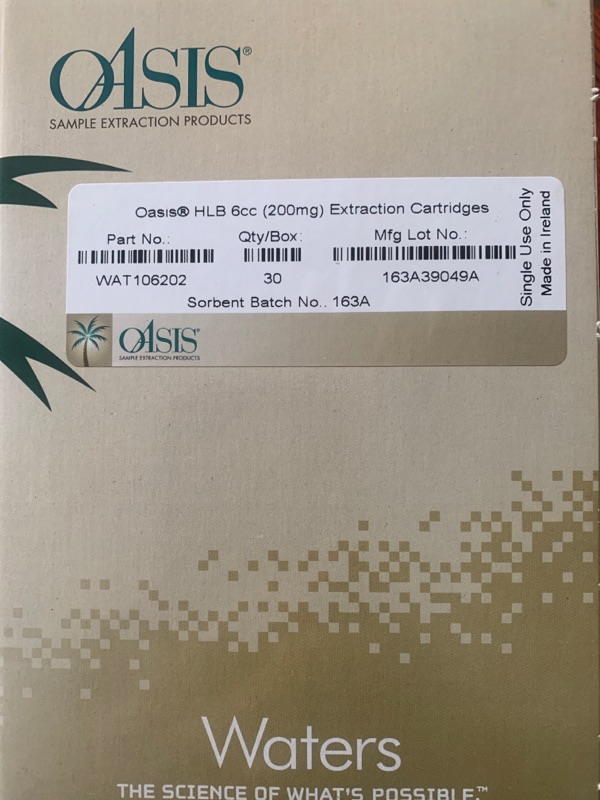 OASIS®
SAMPLE EXTRACTION PRODUCTS
Oasis® HLB 6cc (200mg) Extraction Cartridges
Part No.: Qty/Box: Mfg Lot No.:
WAT106202 30 163A39049A
Sorbent Batch No.. 163A
Single Use Only
Made in Ireland
OASIS®
SAMPLE EXTRACTION PRODUCTS
Waters
THE SCIENCE OF WHAT'S POSSIBLE™